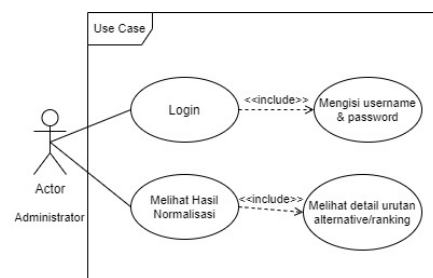 Use Case
Login
<<include>>
Mengisi username
& password
Actor
Administrator
Melihat Hasil
Normalisasi
<<include>>
Melihat detail urutan
alternative/ranking